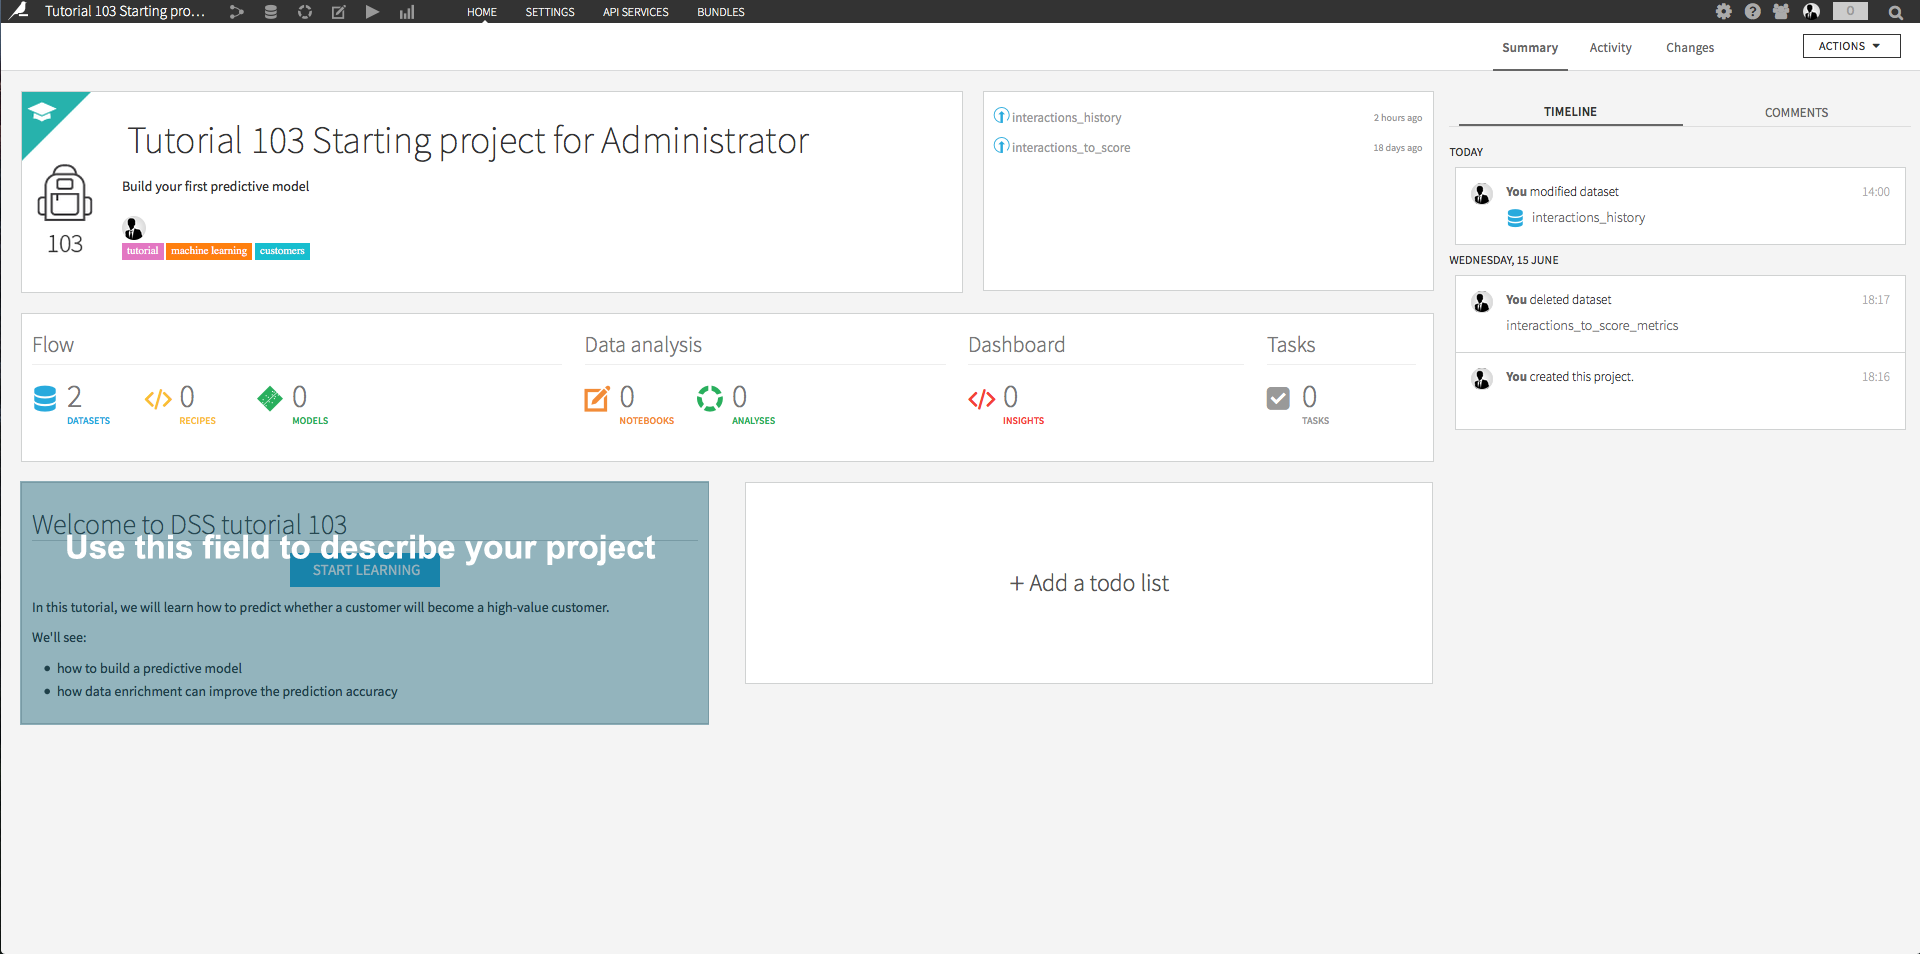 Tutorial 103 Starting pro...
HOME
SETTINGS
API SERVICES
BUNDLES
0
Summary
Activity
Changes
ACTIONS
103
Tutorial 103 Starting project for Administrator
Build your first predictive model
tutorial
machine learning
customers
interactions_history
2 hours ago
interactions_to_score
18 days ago
TIMELINE
COMMENTS
TODAY
You modified dataset
14:00
interactions_history
WEDNESDAY, 15 JUNE
You deleted dataset
18:17
interactions_to_score_metrics
You created this project.
18:16
Flow
2
DATASETS
0
RECIPES
0
MODELS
Data analysis
0
NOTEBOOKS
0
ANALYSES
Dashboard
0
INSIGHTS
Tasks
0
TASKS
Welcome to DSS tutorial 103
Use this field to describe your project
START LEARNING
In this tutorial, we will learn how to predict whether a customer will become a high-value customer.
We'll see:
how to build a predictive model
how data enrichment can improve the prediction accuracy
+ Add a todo list